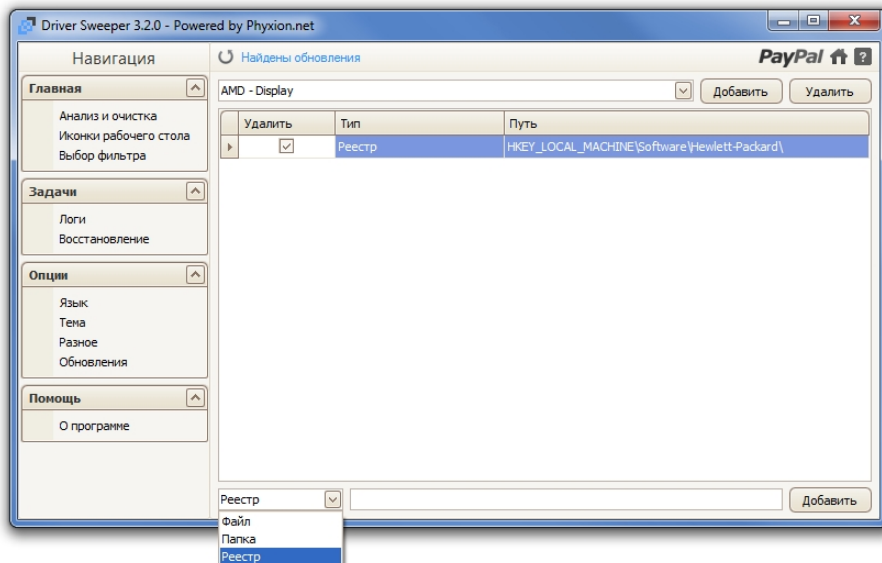 Driver Sweeper 3.2.0 - Powered by Phyxion.net
Навигация
Найдены обновления
PayPal
?
Главная
AMD - Display
Добавить
Удалить
Анализ и очистка
Иконки рабочего стола
Выбор фильтра
Удалить
Тип
Путь
Реестр
HKEY_LOCAL_MACHINE\Software\Hewlett-Packard\
Задачи
Логи
Восстановление
Опции
Язык
Тема
Разное
Обновления
Помощь
О программе
Реестр
Добавить
Файл
Папка
Реестр